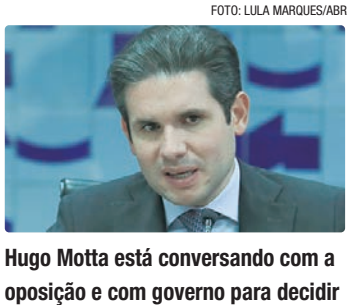 FOTO: LULA MARQUES/ABR
Hugo Motta está conversando com a
oposição e com governo para decidir